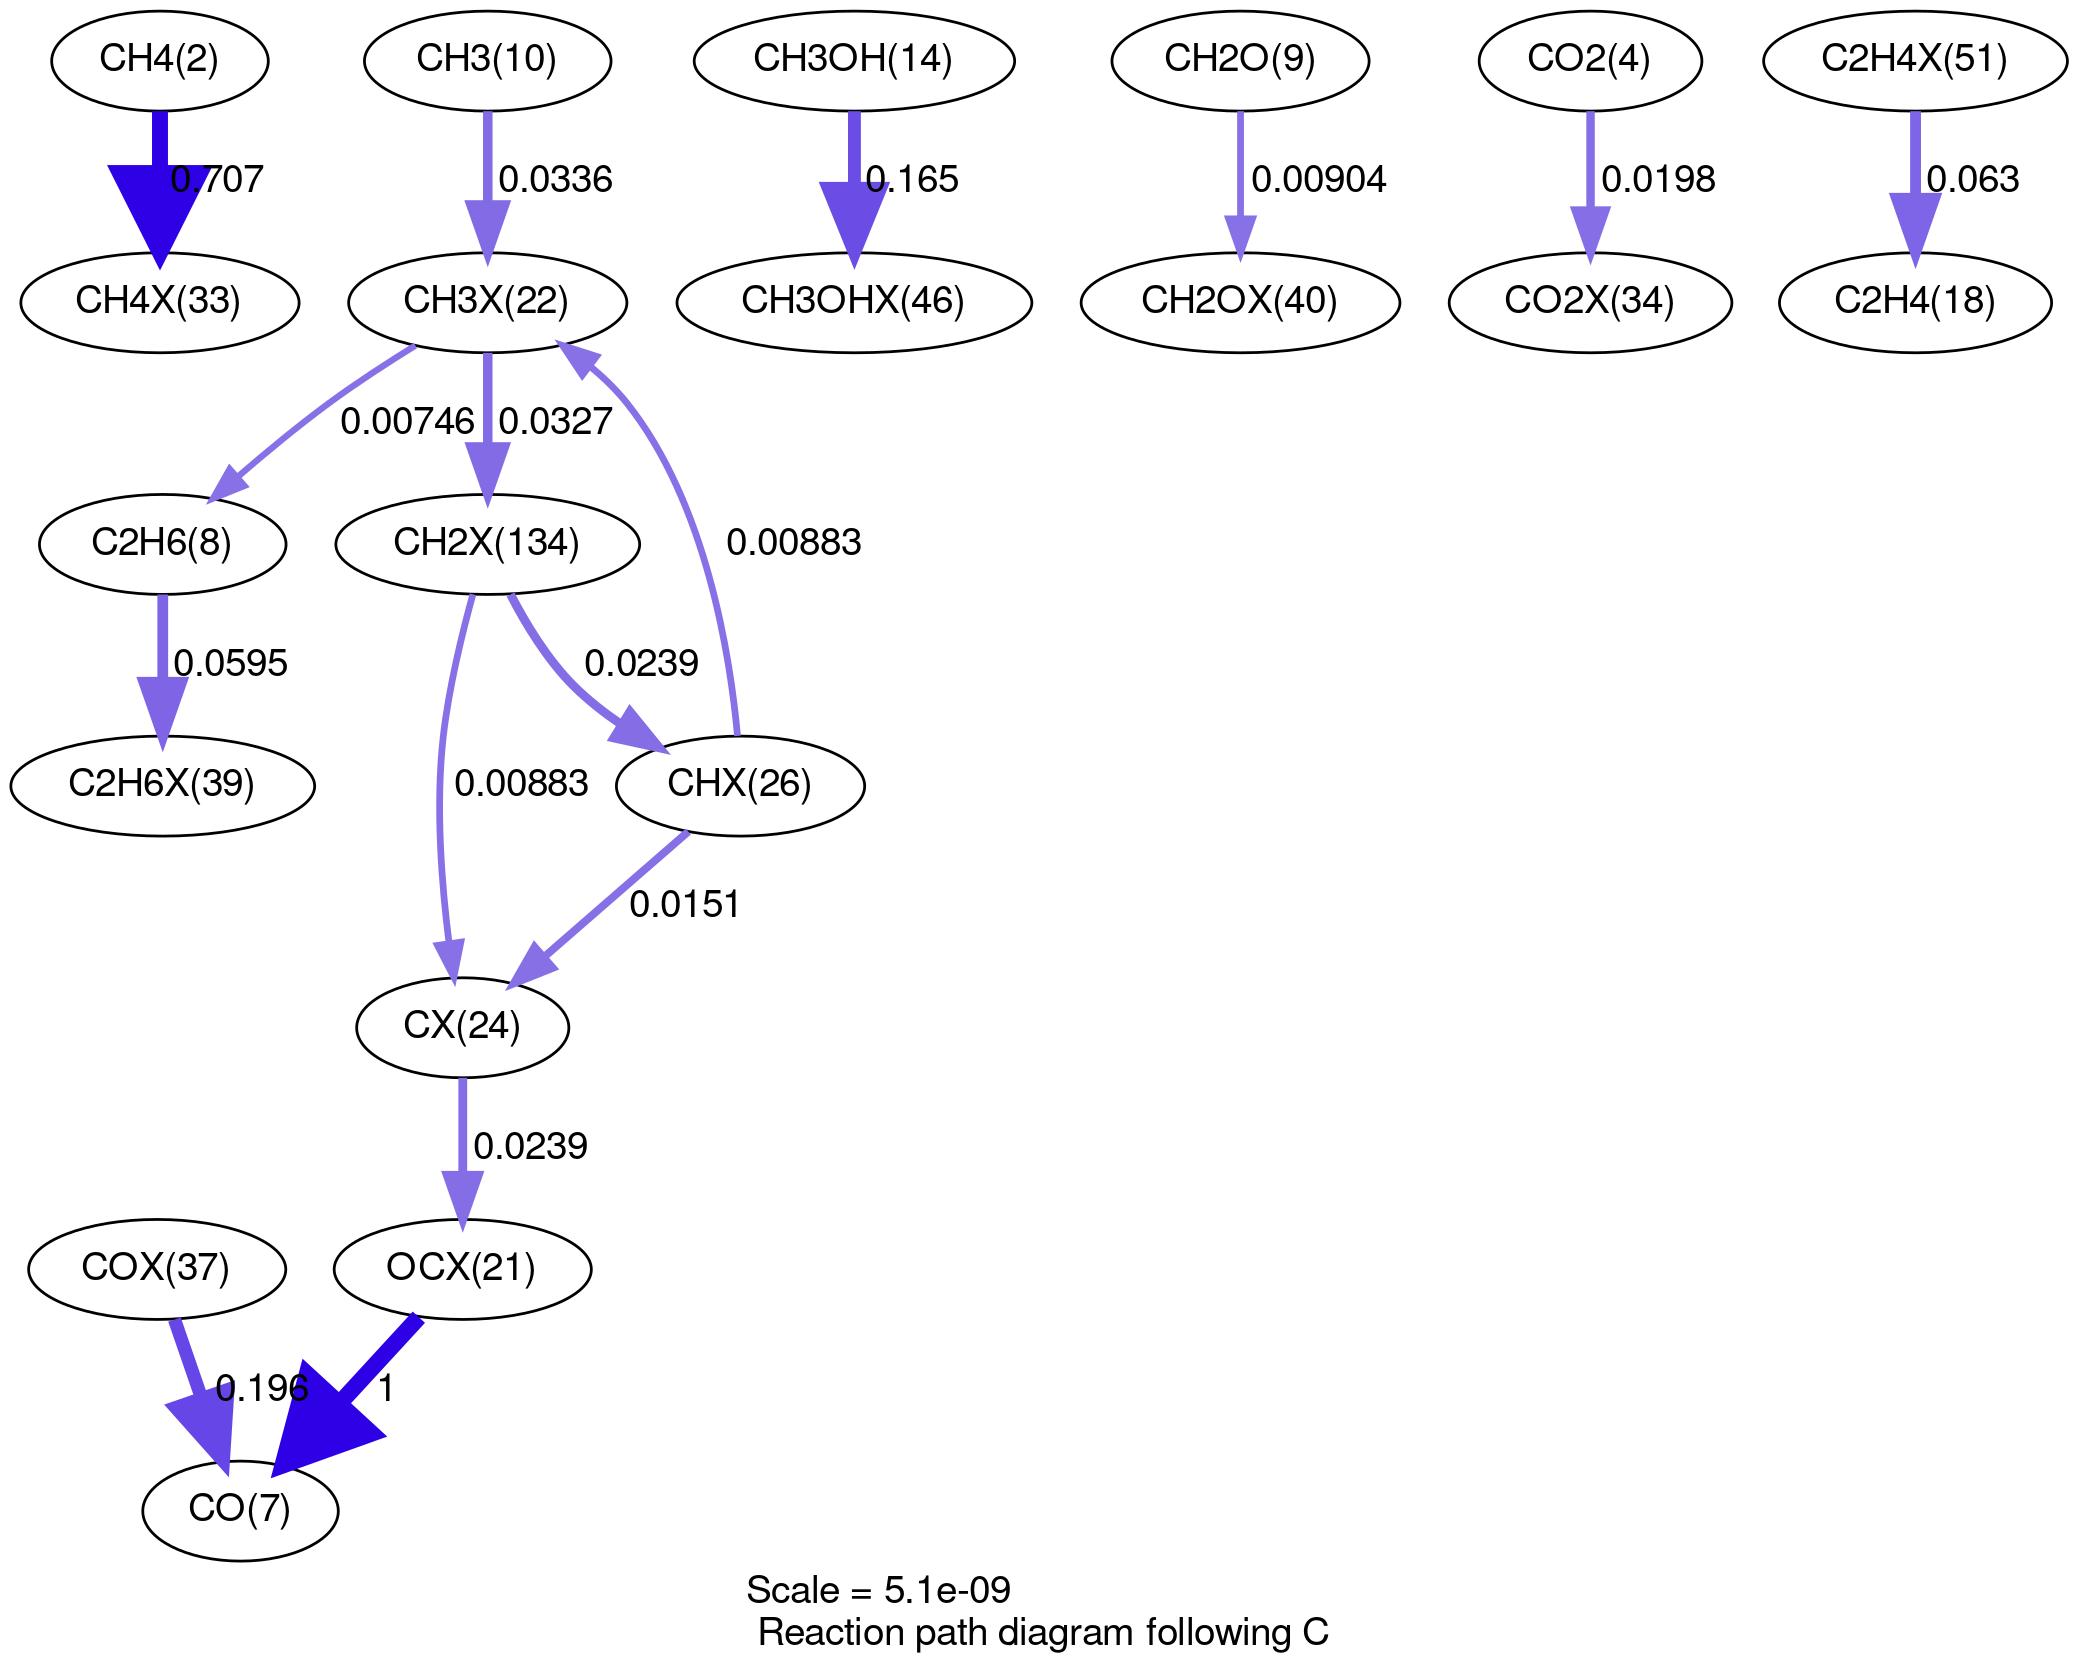 CH4(2)
CH3(10)
CH3OH(14)
CH2O(9)
CO2(4)
C2H4X(51)
0.707
0.0336
0.165
0.00904
0.0198
0.063
CH4X(33)
CH3X(22)
CH3OHX(46)
CH2OX(40)
CO2X(34)
C2H4(18)
0.00746
0.0327
C2H6(8)
CH2X(134)
0.00883
0.0595
0.0239
C2H6X(39)
0.00883
CHX(26)
0.0151
CX(24)
0.0239
COX(37)
OCX(21)
0.196
1
CO(7)
Scale = 5.1e-09
Reaction path diagram following C